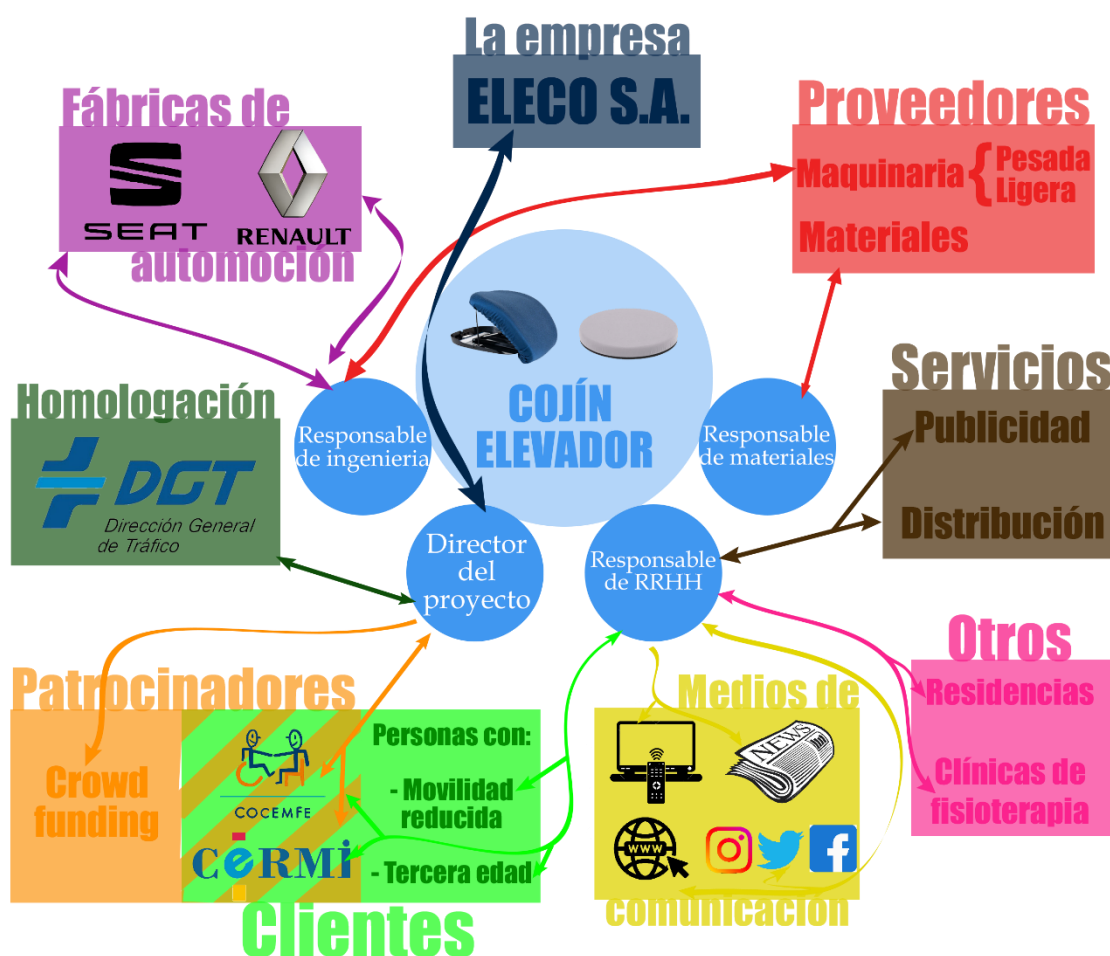 La empresa
ELECO S.A.
Fábricas de
SEAT
RENAULT
automoción
Proveedores
Maquinaria { Pesada
Ligera
Materiales
COJÍN
ELEVADOR
Responsable
de ingenieria
Responsable
de materiales
Director
del
proyecto
Responsable
de RRHH
Homologación
DGT
Dirección General
de Tráfico
Servicios
Publicidad
Distribución
Patrocinadores
Crowd
funding
COCEMFE
CERMi
Personas con:
- Movilidad
reducida
- Tercera edad
Clientes
Medios de
NEWS
WWW
comunicación
Otros
Residencias
Clínicas de
fisioterapia